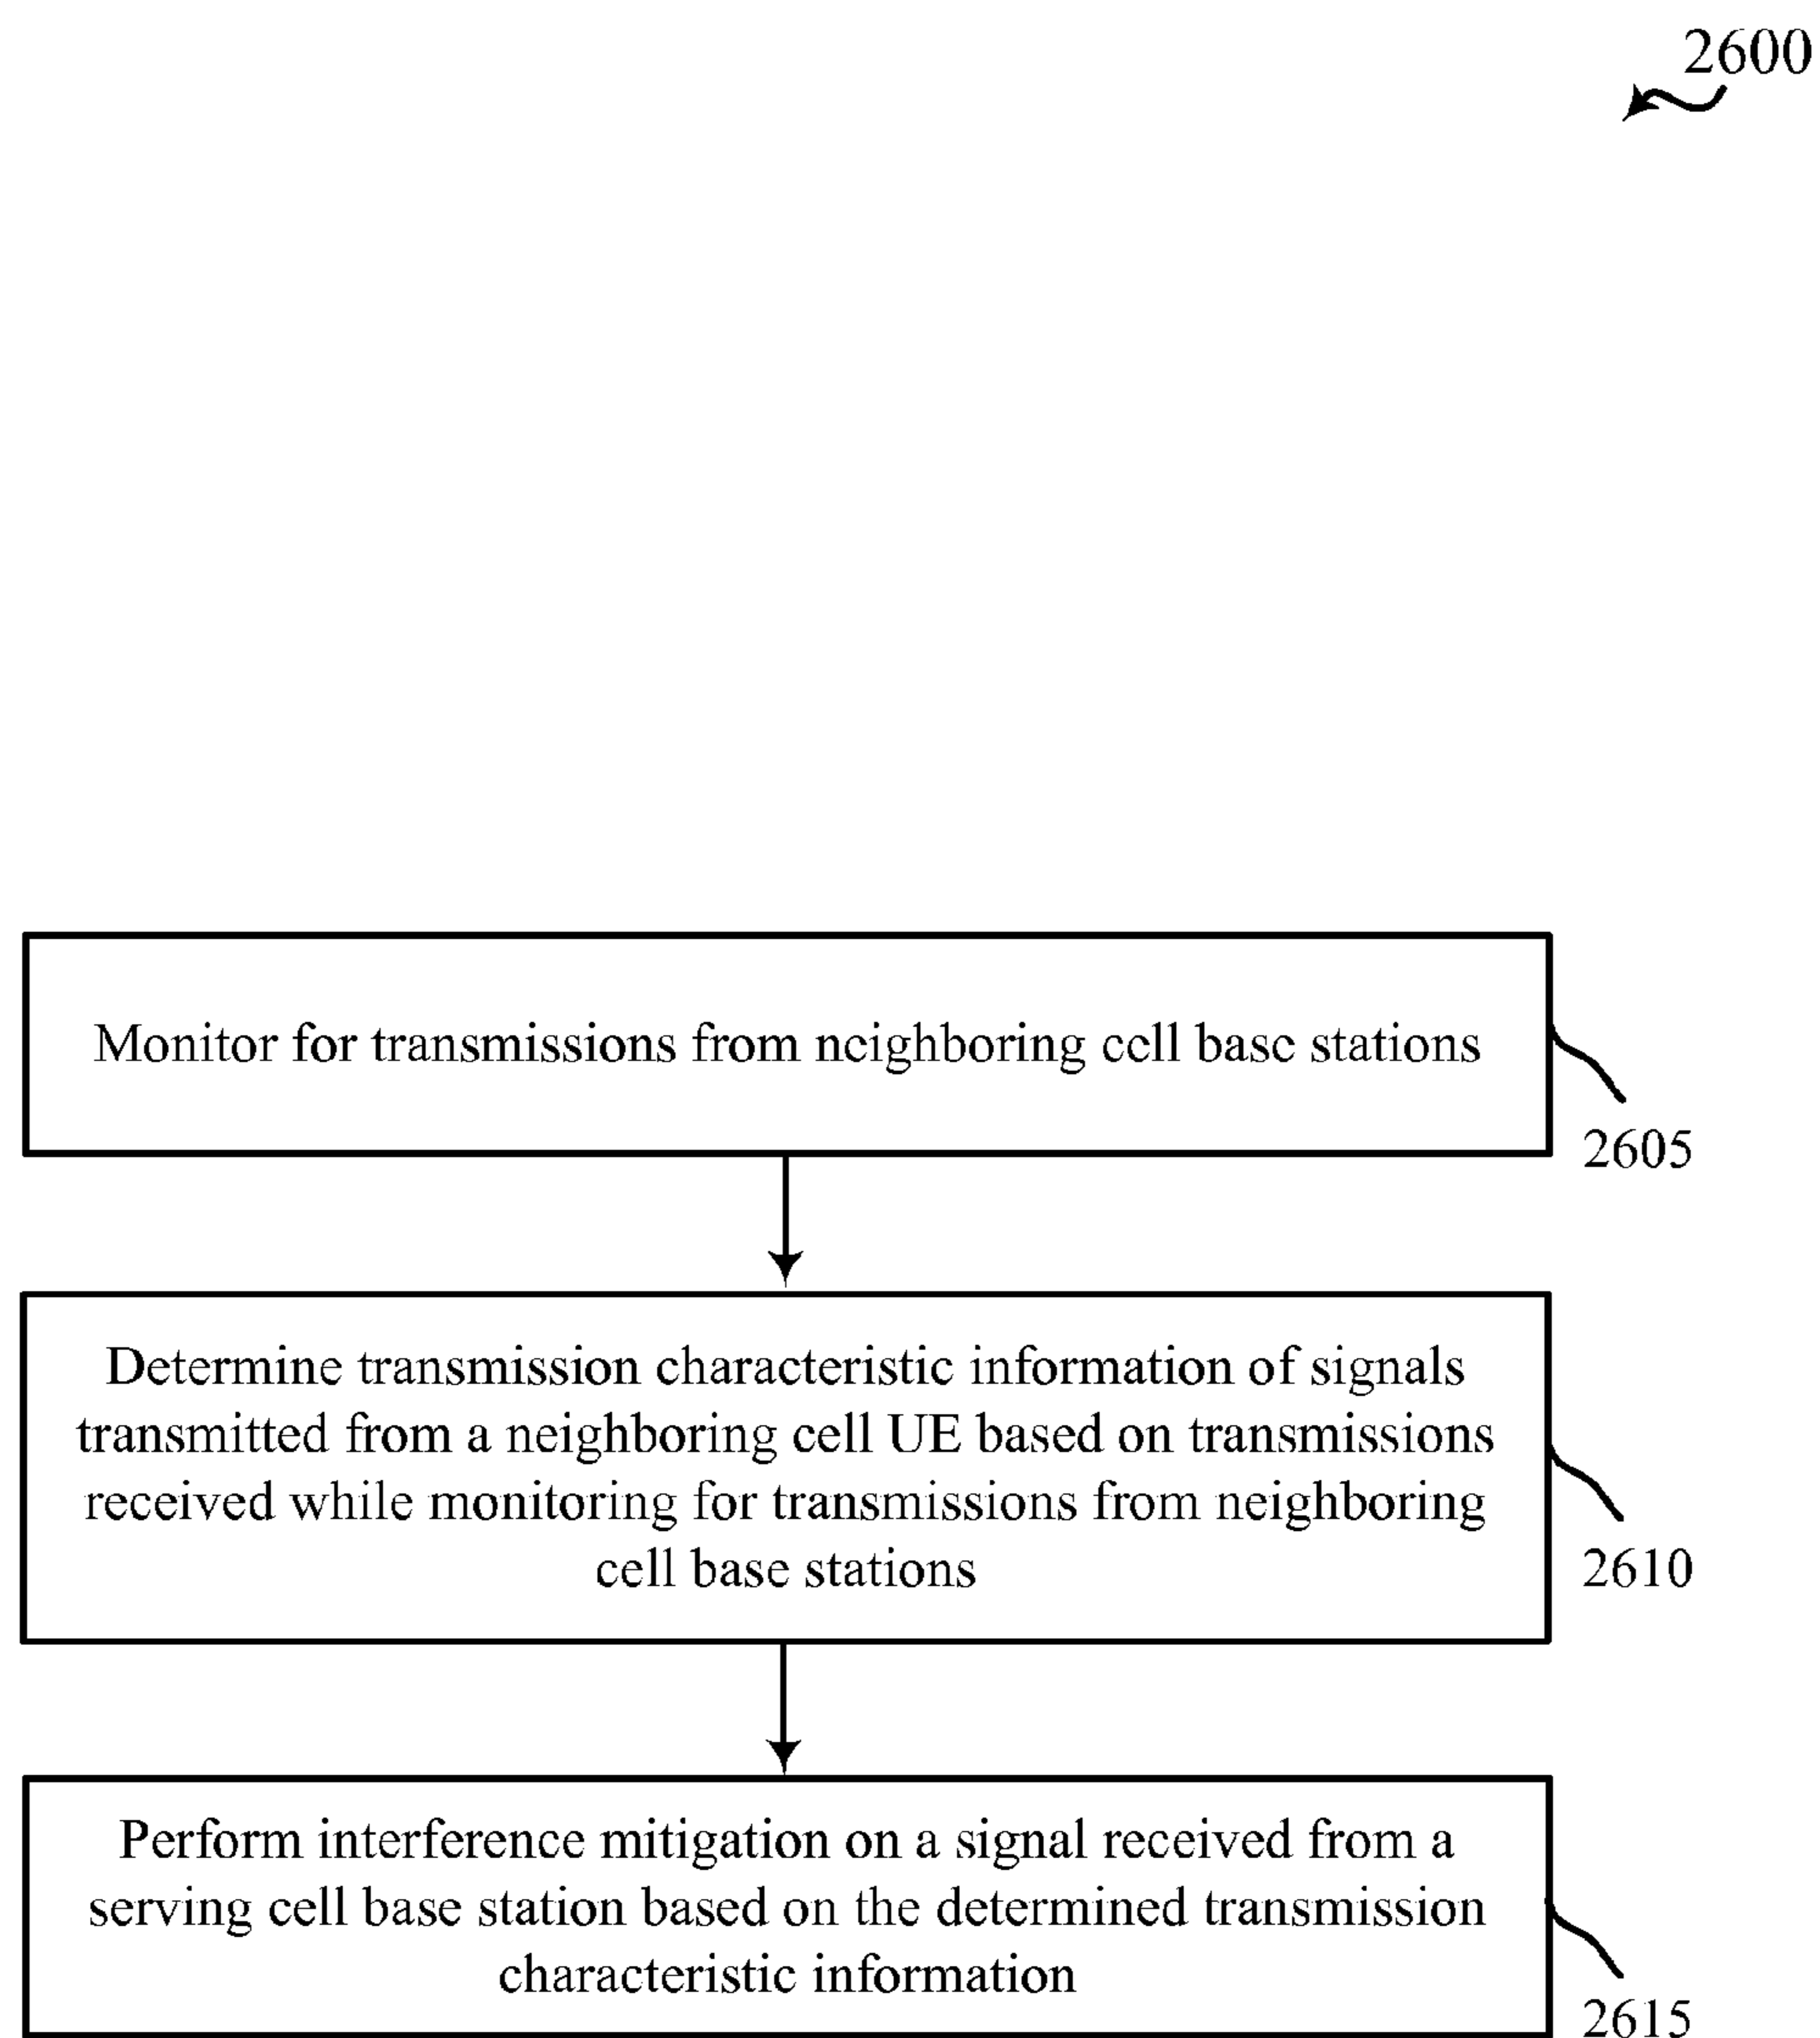 2600
Monitor for transmissions from neighboring cell base stations
2605
Determine transmission characteristic information of signals
transmitted from a neighboring cell UE based on transmissions
received while monitoring for transmissions from neighboring
cell base stations
2610
Perform interference mitigation on a signal received from a
serving cell base station based on the determined transmission
characteristic information
2615